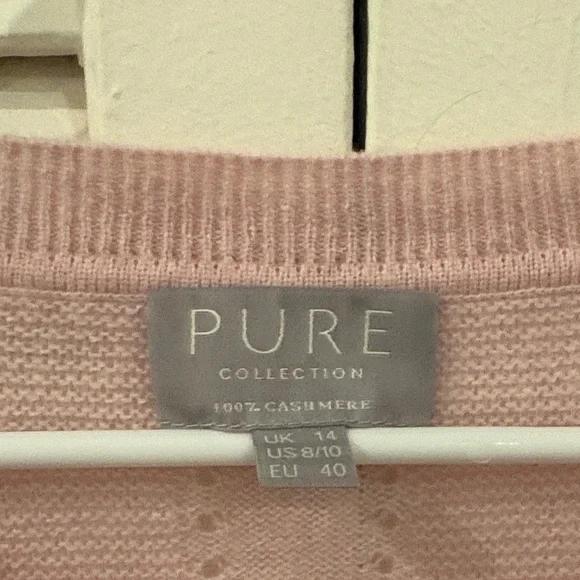 PURE
COLLECTION
100% CASHMERE
UK 14
US 8/10
EU 40